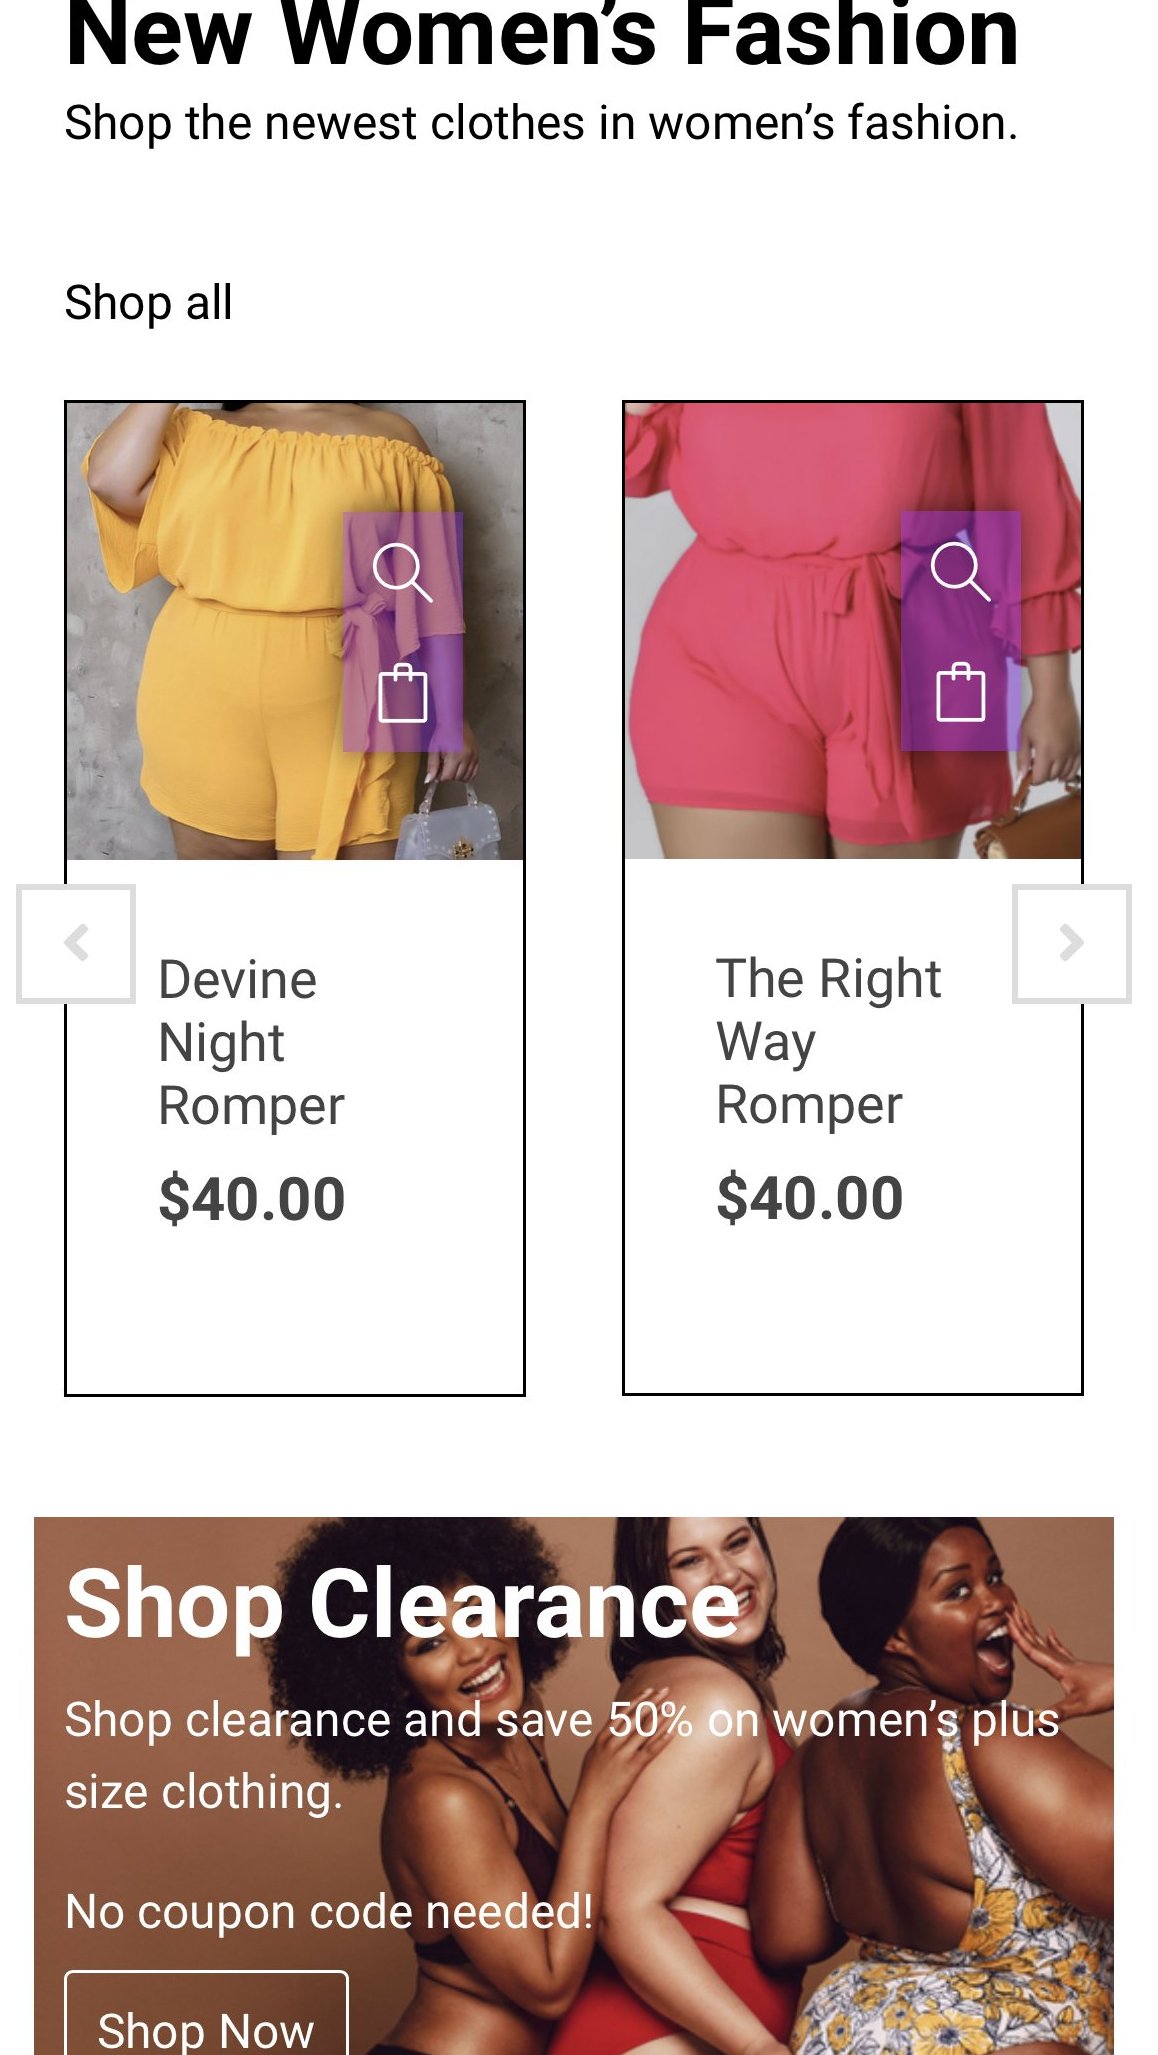 New Women’s Fashion
Shop the newest clothes in women’s fashion.
Shop all
Devine
Night
Romper
$40.00
The Right
Way
Romper
$40.00
Shop Clearance
Shop clearance and save 50% on women’s plus
size clothing.
No coupon code needed!
Shop Now